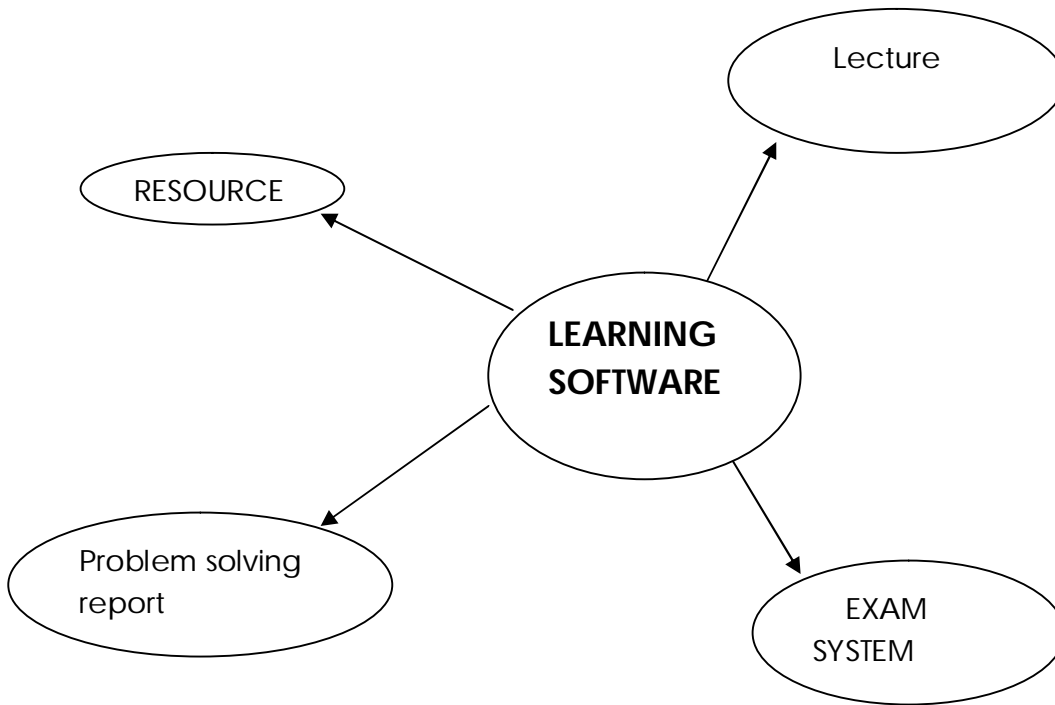 Lecture
RESOURCE
LEARNING
SOFTWARE
Problem solving
report
EXAM
SYSTEM